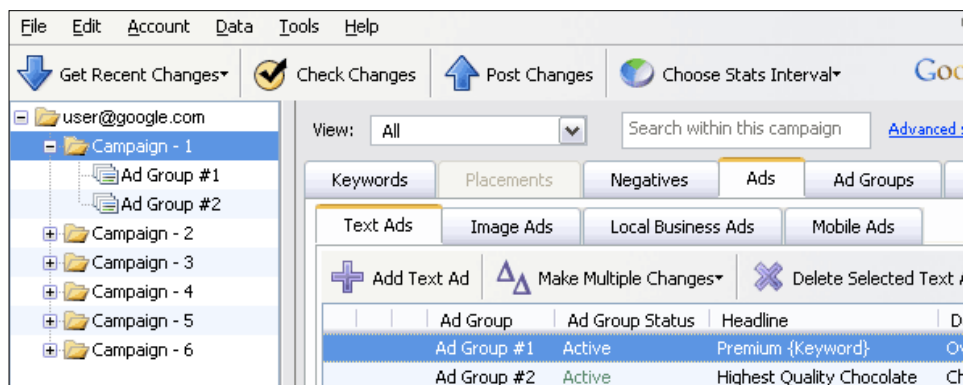 File Edit Account Data Tools Help
Get Recent Changes Check Changes Post Changes Choose Stats Interval
user@google.com
Campaign - 1
Ad Group #1
Ad Group #2
Campaign - 2
Campaign - 3
Campaign - 4
Campaign - 5
Campaign - 6
View: All Search within this campaign Advanced
Keywords Placements Negatives Ads Ad Groups
Text Ads Image Ads Local Business Ads Mobile Ads
Add Text Ad Make Multiple Changes Delete Selected Text
Ad Group Ad Group Status Headline
Ad Group #1 Active Premium {Keyword}
Ad Group #2 Active Highest Quality Chocolate